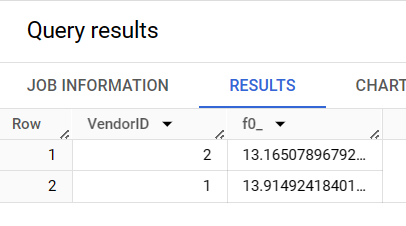 Query results
JOB INFORMATION RESULTS CHART
Row VendorID f0_
1 2 13.16507896792...
2 1 13.91492418401...